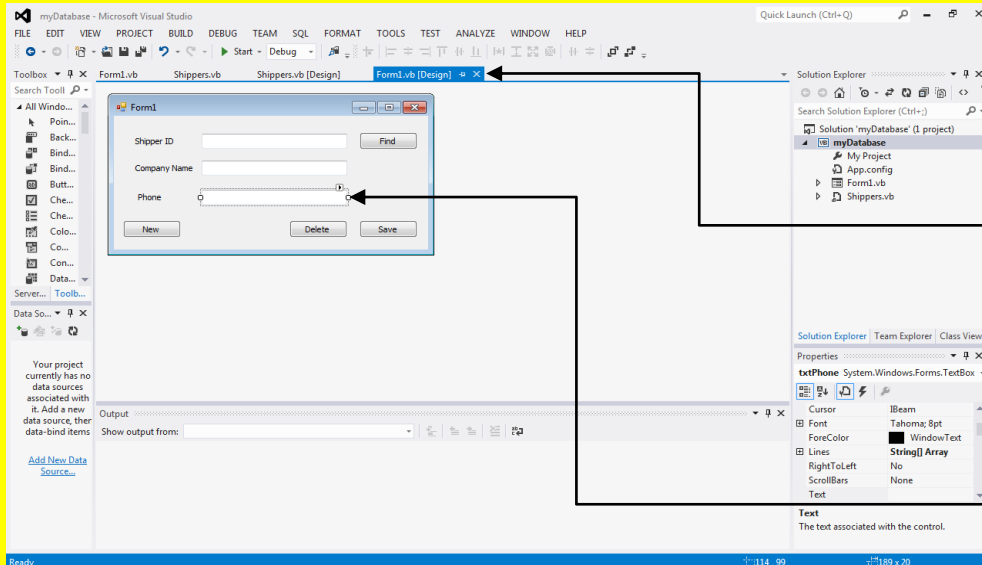 myDatabase - Microsoft Visual Studio
Quick Launch (Ctrl+Q)
FILE EDIT VIEW PROJECT BUILD DEBUG TEAM SQL FORMAT TOOLS TEST ANALYZE WINDOW HELP
Start Debug
Toolbox
Form1.vb Shippers.vb Shippers.vb [Design] Form1.vb [Design]
Solution Explorer
Search Tooll
Search Solution Explorer (Ctrl+;)
All Windo...
Poin...
Back...
Bind...
Bind...
Butt...
Che...
Che...
Colo...
Co...
Con...
Data...
Server... Toolb...
Form1
Shipper ID
Find
Company Name
Phone
New
Delete
Save
Solution 'myDatabase' (1 project)
myDatabase
My Project
App.config
Form1.vb
Shippers.vb
Solution Explorer Team Explorer Class View
Data So...
Your project
currently has no
data sources
associated with
it. Add a new
data source, then
data-bind items
Add New Data
Source...
Output
Show output from:
Properties
txtPhone System.Windows.Forms.TextBox
Cursor IBeam
Font Tahoma; 8pt
ForeColor WindowText
Lines String[] Array
RightToLeft No
ScrollBars None
Text
Text
The text associated with the control.
Ready
114, 99
189 x 20